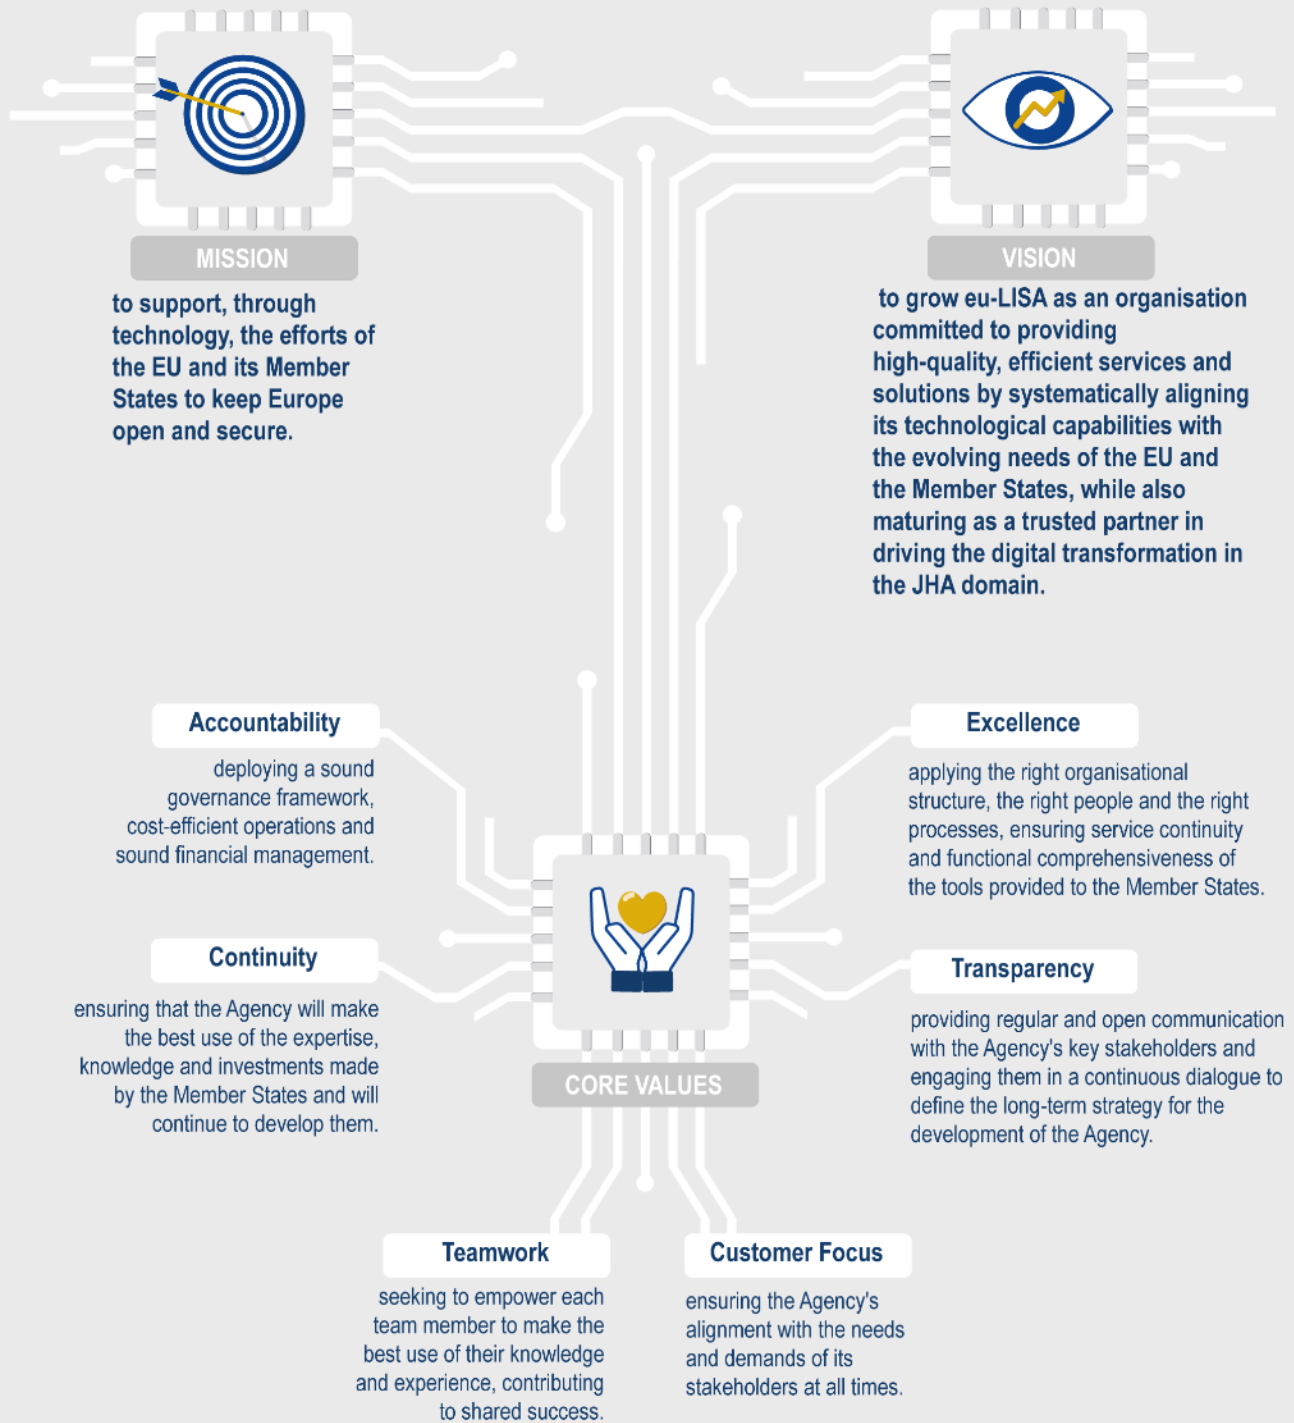 MISSION
to support, through
technology, the efforts of
the EU and its Member
States to keep Europe
open and secure.
VISION
to grow eu-LISA as an organisation
committed to providing
high-quality, efficient services and
solutions by systematically aligning
its technological capabilities with
the evolving needs of the EU and
the Member States, while also
maturing as a trusted partner in
driving the digital transformation in
the JHA domain.
Accountability
deploying a sound
governance framework,
cost-efficient operations and
sound financial management.
Excellence
applying the right organisational
structure, the right people and the right
processes, ensuring service continuity
and functional comprehensiveness of
the tools provided to the Member States.
Continuity
ensuring that the Agency will make
the best use of the expertise,
knowledge and investments made
by the Member States and will
continue to develop them.
Transparency
providing regular and open communication
with the Agency's key stakeholders and
engaging them in a continuous dialogue to
define the long-term strategy for the
development of the Agency.
CORE VALUES
Teamwork
seeking to empower each
team member to make the
best use of their knowledge
and experience, contributing
to shared success.
Customer Focus
ensuring the Agency's
alignment with the needs
and demands of its
stakeholders at all times.